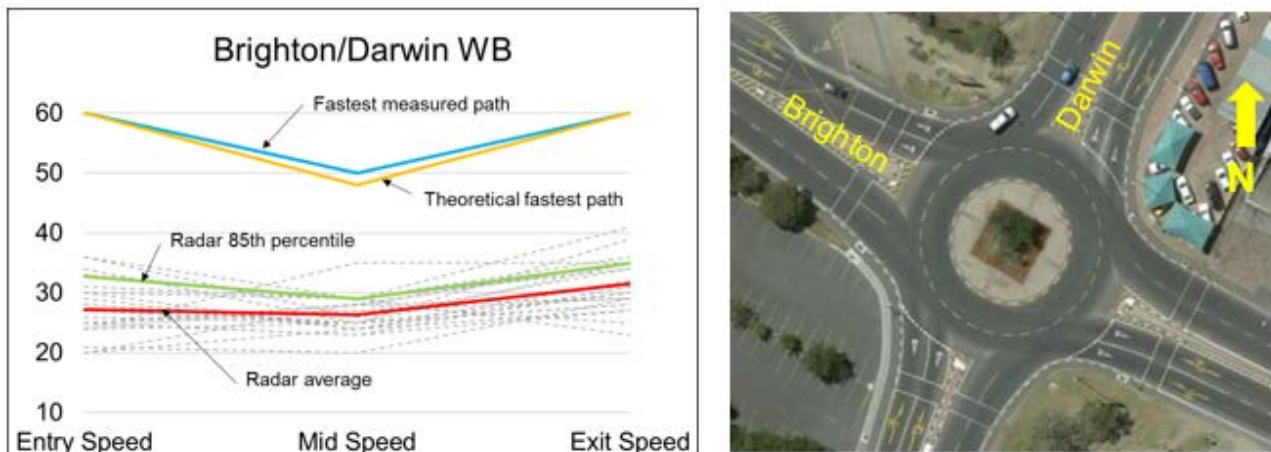 Brighton/Darwin WB
60
Fastest measured path
50
Theoretical fastest path
40
Radar 85th percentile
30
20
Radar average
10
Entry Speed Mid Speed Exit Speed
Brighton
Darwin
N